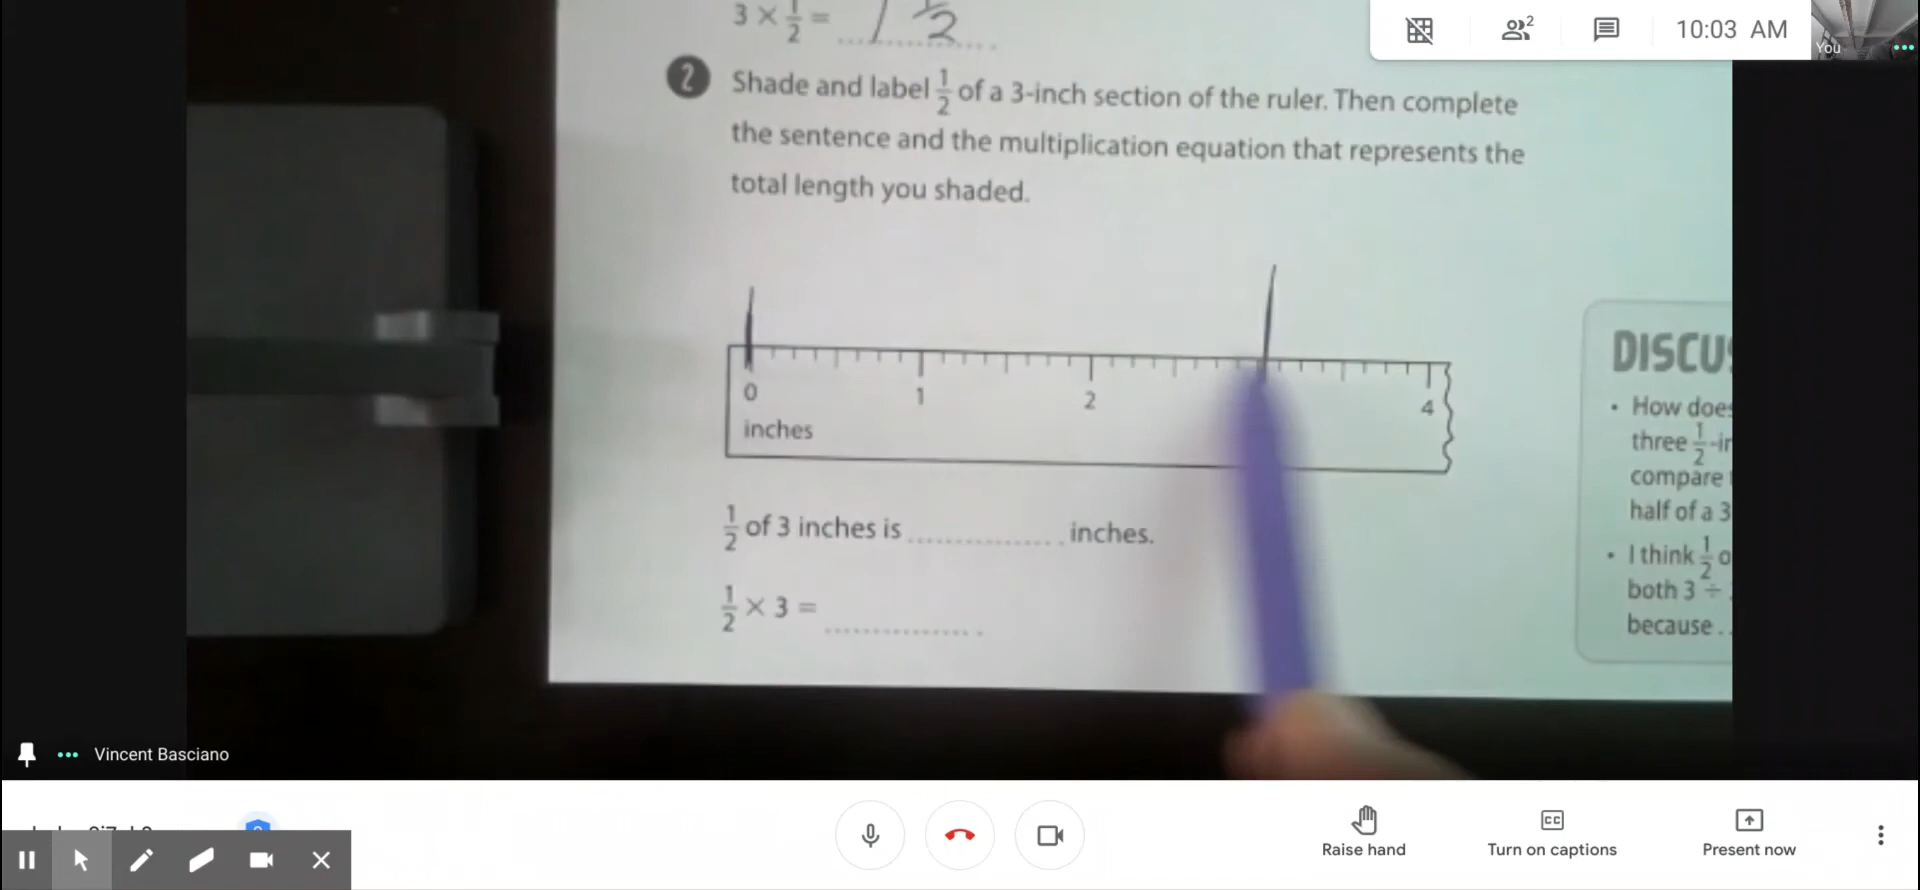 10:03 AM
You
3 × 1/2 = 1 1/2
2 Shade and label 1/2 of a 3-inch section of the ruler. Then complete
the sentence and the multiplication equation that represents the
total length you shaded.
0 1 2 4
inches
1/2 of 3 inches is .............. inches.
1/2 × 3 = ..............
DISCU
• How does
three 1/2-in
compare
half of a 3
• I think 1/2 o
both 3 ÷
because . .
Vincent Basciano
Raise hand
Turn on captions
Present now